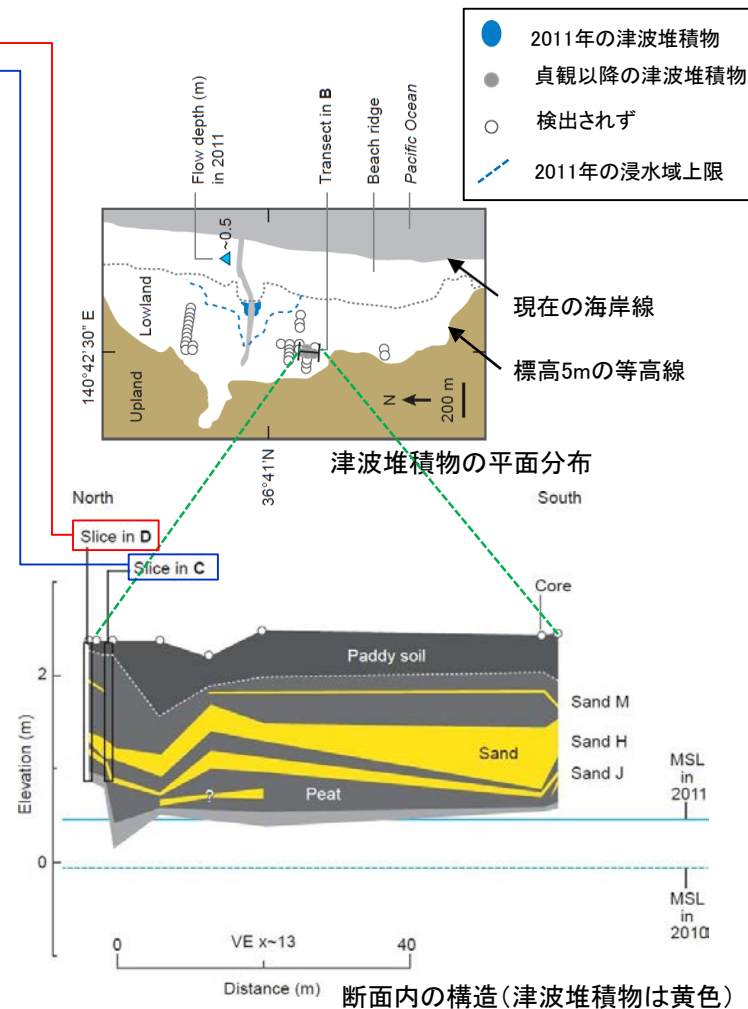 2011年の津波堆積物
貞観以降の津波堆積物
検出されず
2011年の浸水域上限
Flow depth (m)
in 2011
Transect in B
Beach ridge
Pacific Ocean
~0.5
Lowland
Upland
140°42'30" E
36°41'N
N
200 m
現在の海岸線
標高5mの等高線
津波堆積物の平面分布
North
South
Slice in D
Slice in C
Core
Paddy soil
Sand M
Sand H
Sand
Sand J
Peat
?
MSL
in
2011
MSL
in
2010
Elevation (m)
2
0
VE x~13
0
40
Distance (m)
断面内の構造(津波堆積物は黄色)